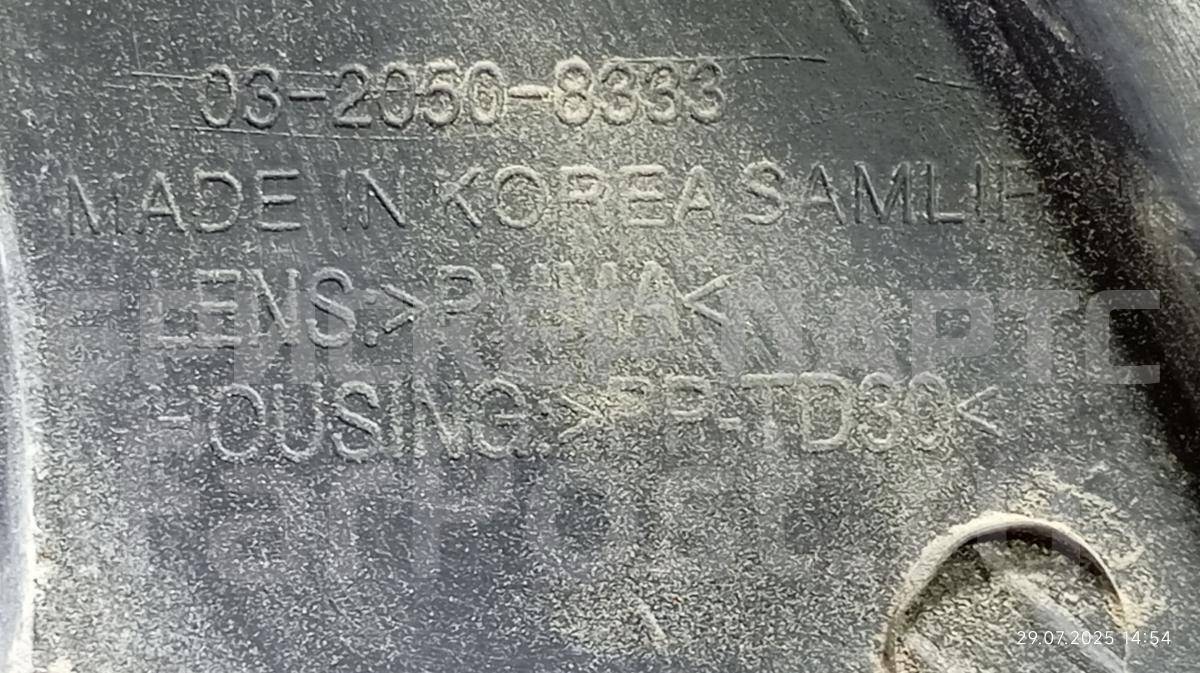 03-2050-8333
MADE IN KOREA SAMLIP
LENS:>PMMA<
HOUSING:>PP-TD30<
29.07.2025 14:54